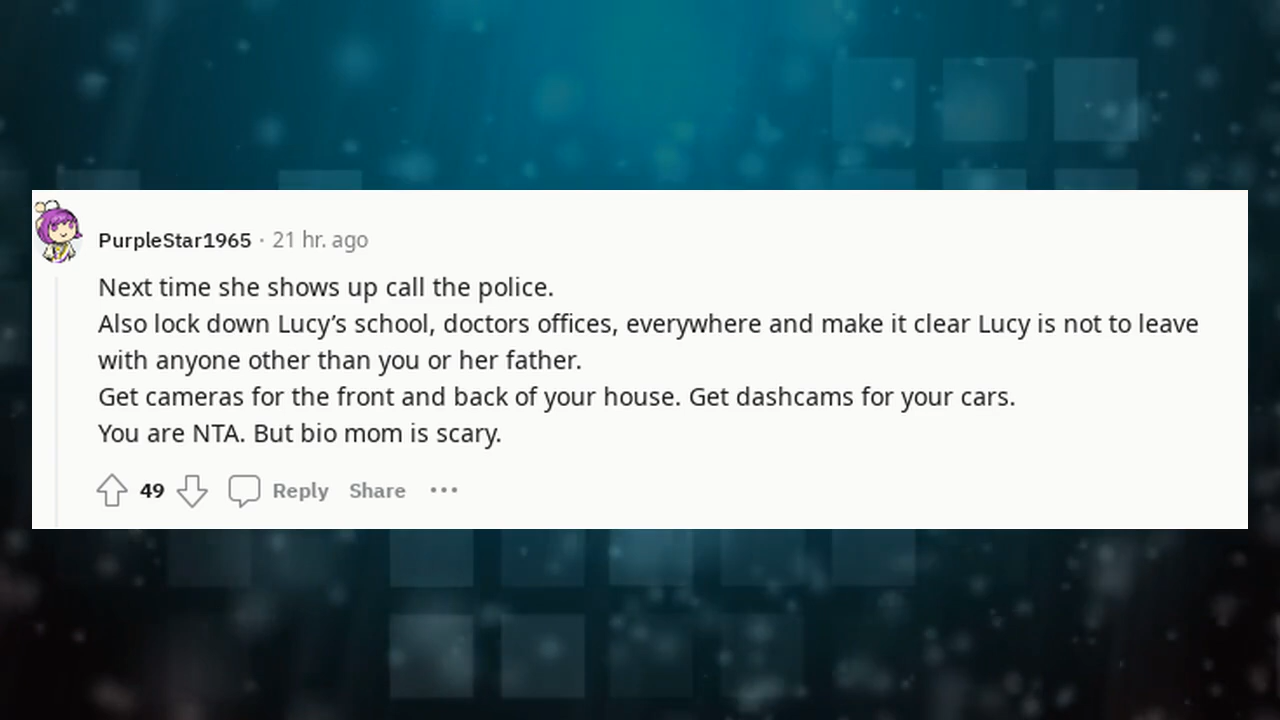 PurpleStar1965 · 21 hr. ago
Next time she shows up call the police.
Also lock down Lucy’s school, doctors offices, everywhere and make it clear Lucy is not to leave
with anyone other than you or her father.
Get cameras for the front and back of your house. Get dashcams for your cars.
You are NTA. But bio mom is scary.
49 Reply Share ···